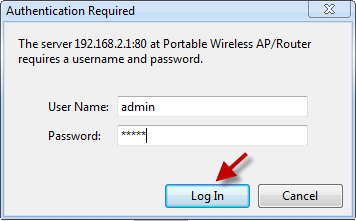 Authentication Required
The server 192.168.2.1:80 at Portable Wireless AP/Router
requires a username and password.
User Name: admin
Password: *****
Log In Cancel